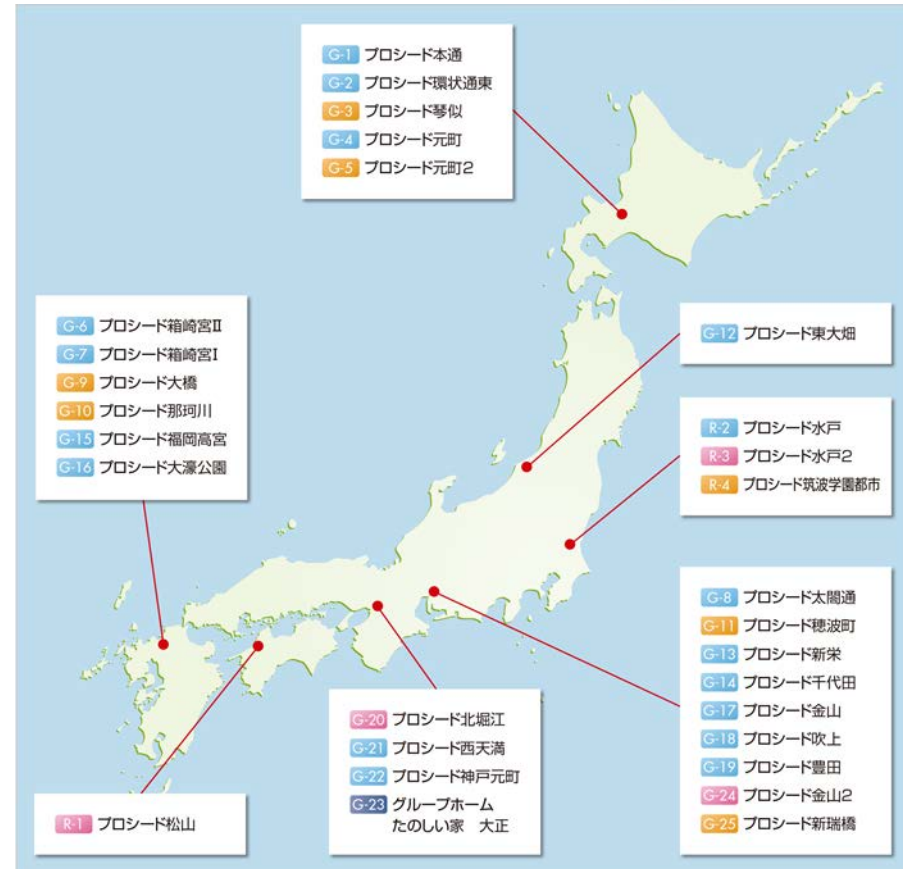 G-1 プロシード本通
G-2 プロシード環状通東
G-3 プロシード琴似
G-4 プロシード元町
G-5 プロシード元町2
G-6 プロシード箱崎宮Ⅱ
G-7 プロシード箱崎宮Ⅰ
G-9 プロシード大橋
G-10 プロシード那珂川
G-15 プロシード福岡高宮
G-16 プロシード大濠公園
G-12 プロシード東大畑
R-2 プロシード水戸
R-3 プロシード水戸2
R-4 プロシード筑波学園都市
G-8 プロシード太閤通
G-11 プロシード穂波町
G-13 プロシード新栄
G-14 プロシード千代田
G-17 プロシード金山
G-18 プロシード吹上
G-19 プロシード豊田
G-24 プロシード金山2
G-25 プロシード新瑞橋
G-20 プロシード北堀江
G-21 プロシード西天満
G-22 プロシード神戸元町
G-23 グループホーム
たのしい家 大正
R-1 プロシード松山